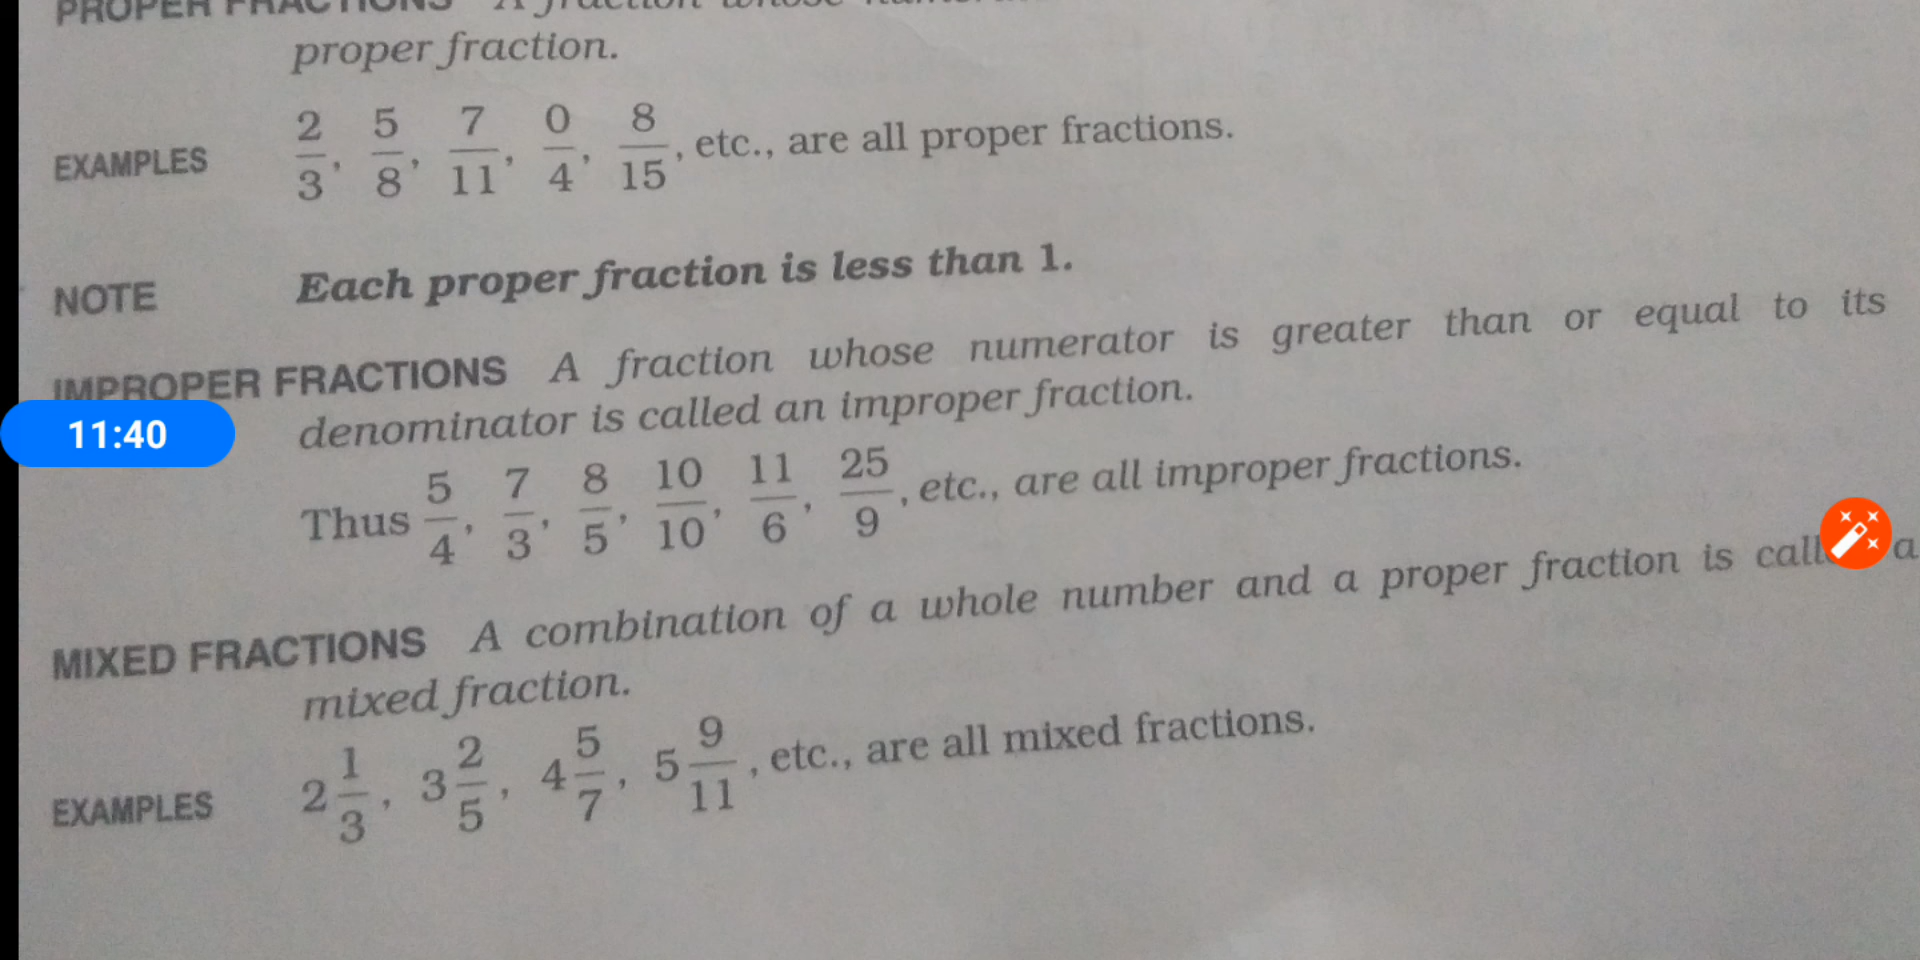 PROPER FRACTIONS A fraction whose
proper fraction.
EXAMPLES 2/3, 5/8, 7/11, 0/4, 8/15, etc., are all proper fractions.
NOTE Each proper fraction is less than 1.
IMPROPER FRACTIONS A fraction whose numerator is greater than or equal to its
denominator is called an improper fraction.
11:40
Thus 5/4, 7/3, 8/5, 10/10, 11/6, 25/9, etc., are all improper fractions.
MIXED FRACTIONS A combination of a whole number and a proper fraction is a
mixed fraction.
EXAMPLES 2 1/3, 3 2/5, 4 5/7, 5 9/11, etc., are all mixed fractions.